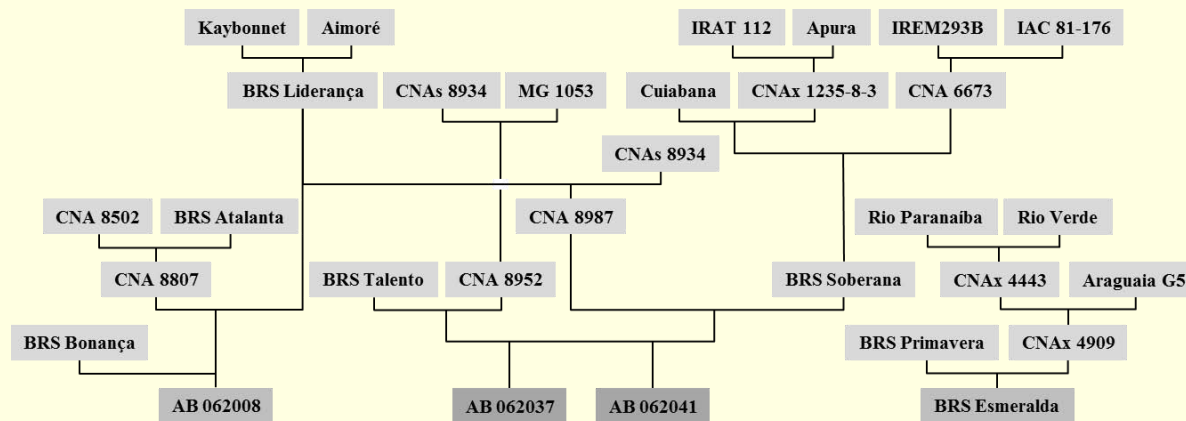 Kaybonnet
Aimoré
IRAT 112
Apura
IREM293B
IAC 81-176
BRS Liderança
CNAs 8934
MG 1053
Cuiabana
CNAx 1235-8-3
CNA 6673
CNAs 8934
CNA 8502
BRS Atalanta
CNA 8987
Rio Paranaíba
Rio Verde
CNA 8807
BRS Talento
CNA 8952
BRS Soberana
CNAx 4443
Araguaia G5
BRS Bonança
BRS Primavera
CNAx 4909
AB 062008
AB 062037
AB 062041
BRS Esmeralda